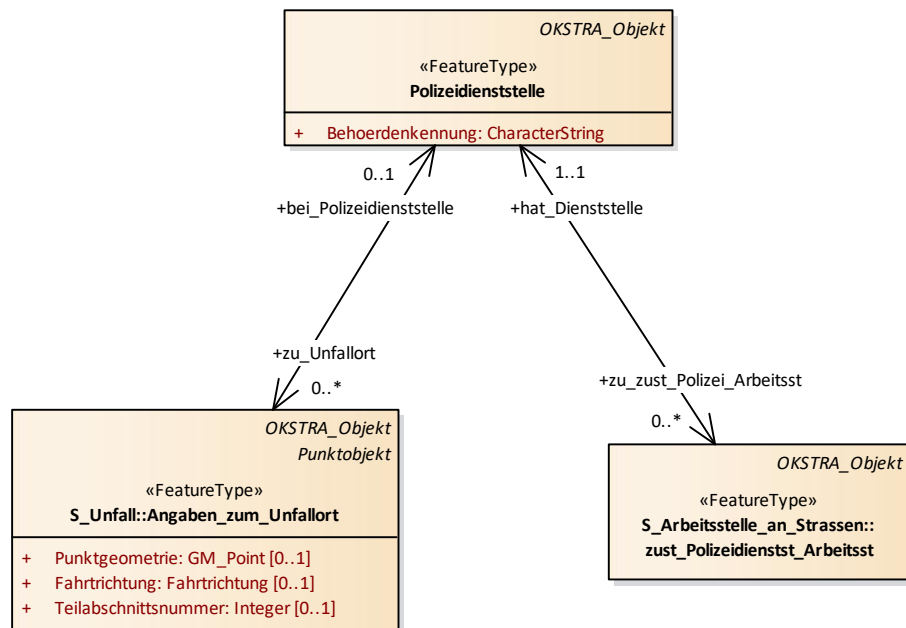 OKSTRA_Objekt
«FeatureType»
Polizeidienststelle
+ Behoerdenkennung: CharacterString
0..1
1..1
+bei_Polizeidienststelle
+hat_Dienststelle
+zu_Unfallort
0..*
+zu_zust_Polizei_Arbeitsst
0..*
OKSTRA_Objekt
Punktobjekt
«FeatureType»
S_Unfall::Angaben_zum_Unfallort
+ Punktgeometrie: GM_Point [0..1]
+ Fahrtrichtung: Fahrtrichtung [0..1]
+ Teilabschnittsnummer: Integer [0..1]
OKSTRA_Objekt
«FeatureType»
S_Arbeitsstelle_an_Strassen::
zust_Polizeidienstst_Arbeitsst